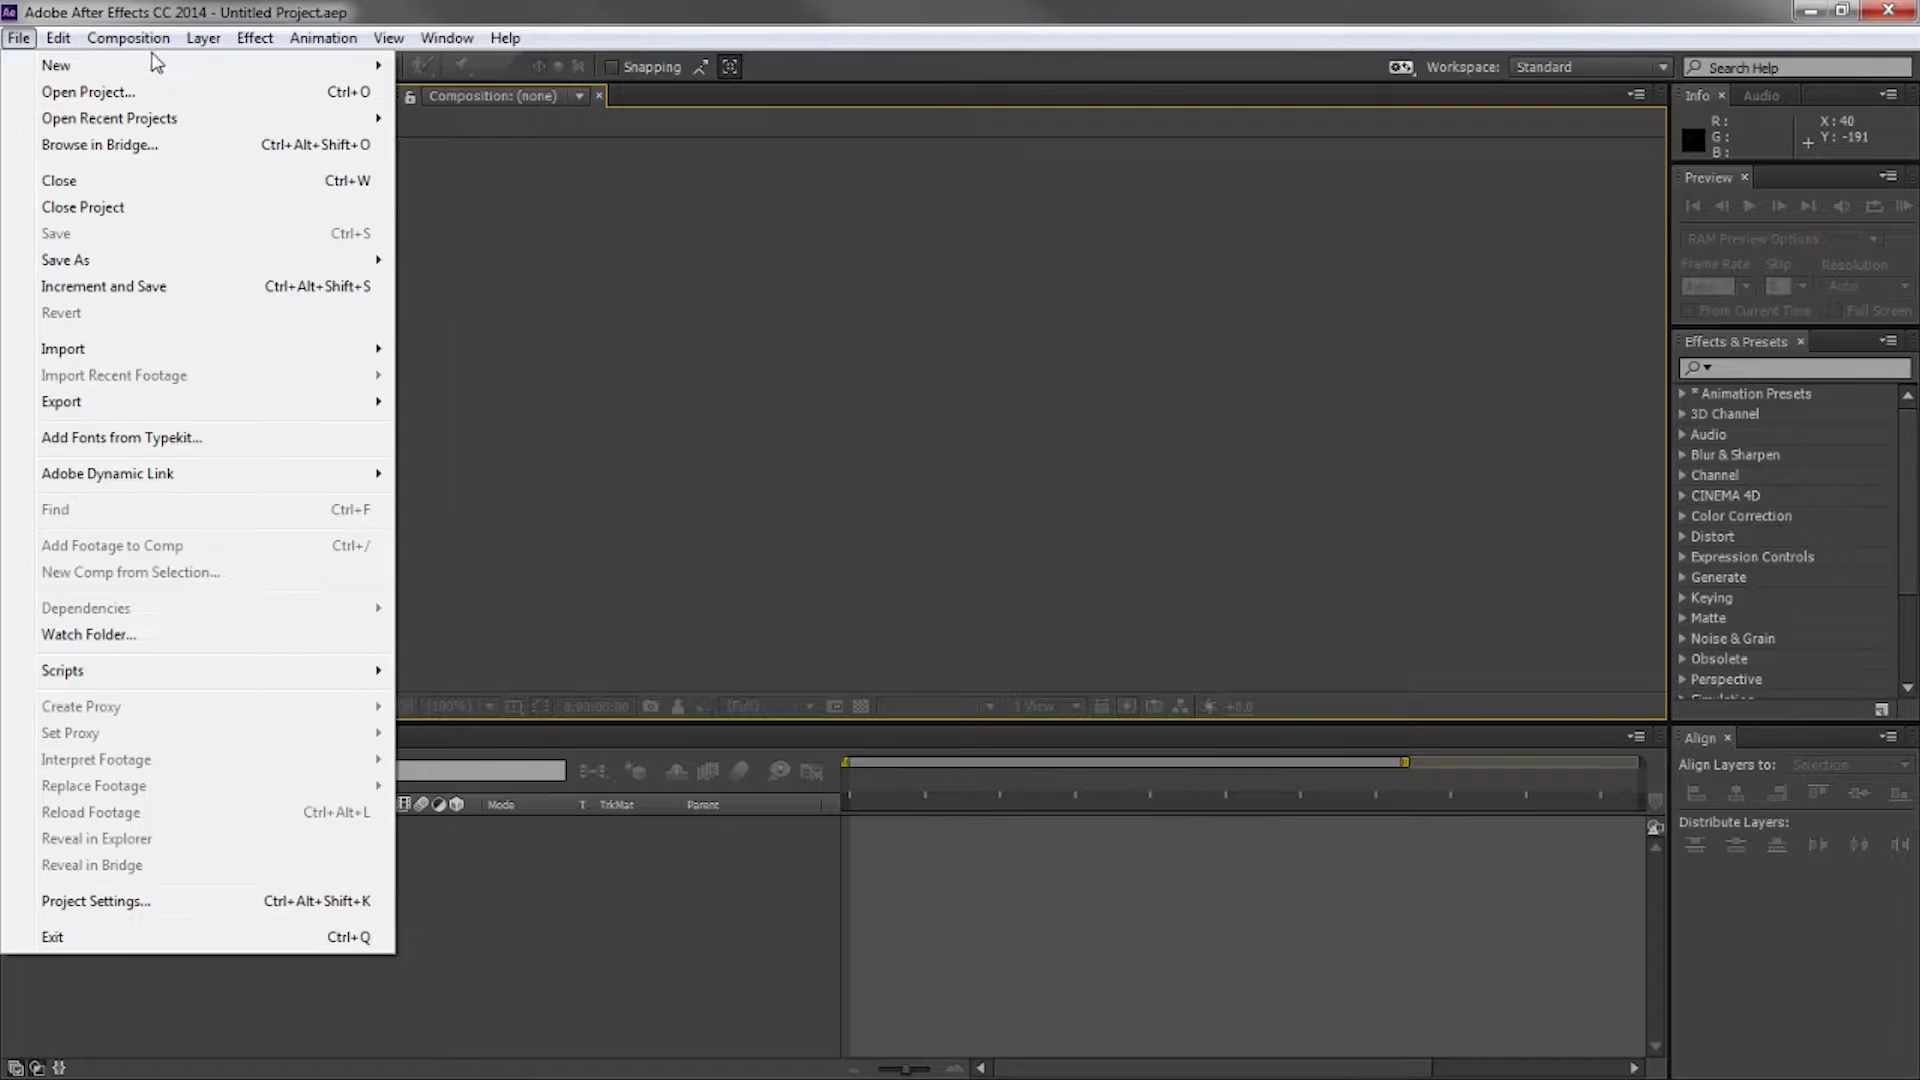 Adobe After Effects CC 2014 - Untitled Project.aep
File Edit Composition Layer Effect Animation View Window Help
New
Open Project... Ctrl+O
Open Recent Projects
Browse in Bridge... Ctrl+Alt+Shift+O
Close Ctrl+W
Close Project
Save Ctrl+S
Save As
Increment and Save Ctrl+Alt+Shift+S
Revert
Import
Import Recent Footage
Export
Add Fonts from Typekit...
Adobe Dynamic Link
Find Ctrl+F
Add Footage to Comp Ctrl+/
New Comp from Selection...
Dependencies
Watch Folder...
Scripts
Create Proxy
Set Proxy
Interpret Footage
Replace Footage
Reload Footage Ctrl+Alt+L
Reveal in Explorer
Reveal in Bridge
Project Settings... Ctrl+Alt+Shift+K
Exit Ctrl+Q
Snapping
Workspace: Standard
Search Help
Composition: (none)
(100%) 0:00:00:00 (Full) 1 View +0.0
Mode T TrkMat Parent
Info Audio
R: X: 40
G: Y: -191
B:
Preview
RAM Preview Options
Frame Rate Skip Resolution
Auto
From Current Time Full Screen
Effects & Presets
* Animation Presets
3D Channel
Audio
Blur & Sharpen
Channel
CINEMA 4D
Color Correction
Distort
Expression Controls
Generate
Keying
Matte
Noise & Grain
Obsolete
Perspective
Align
Align Layers to: Selection
Distribute Layers: